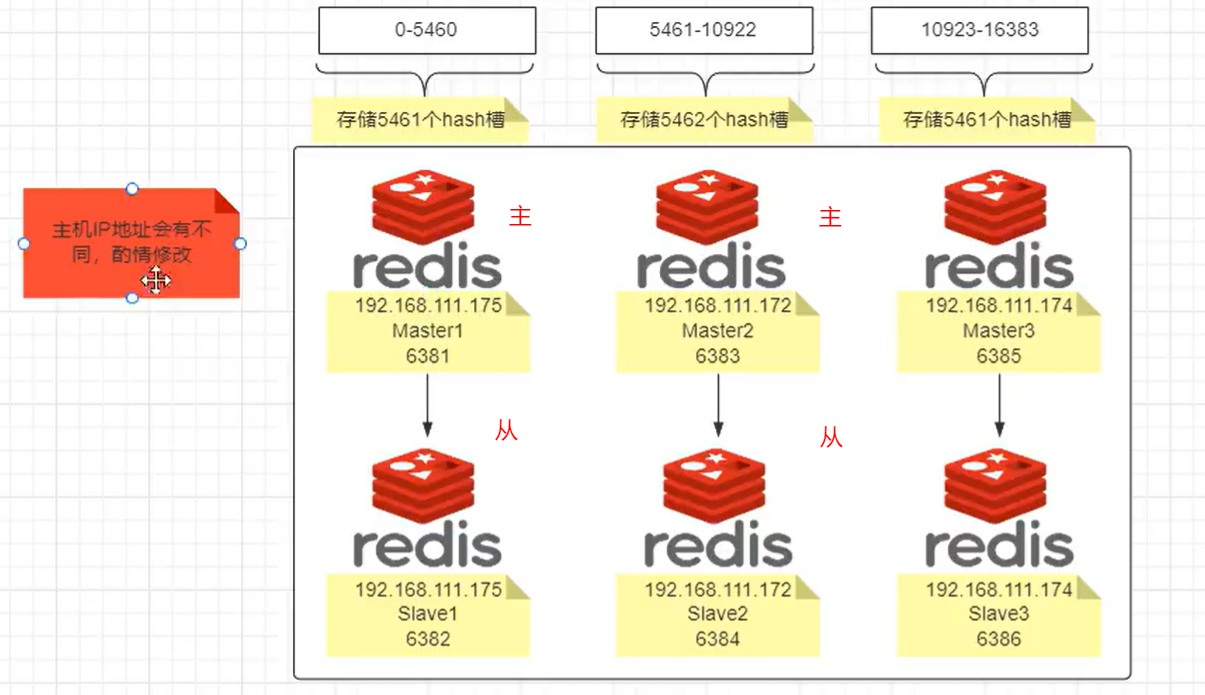 0-5460
5461-10922
10923-16383
存储5461个hash槽
存储5462个hash槽
存储5461个hash槽
主机IP地址会有不
同，酌情修改
主
主
redis
redis
redis
192.168.111.175
Master1
6381
192.168.111.172
Master2
6383
192.168.111.174
Master3
6385
从
从
redis
redis
redis
192.168.111.175
Slave1
6382
192.168.111.172
Slave2
6384
192.168.111.174
Slave3
6386